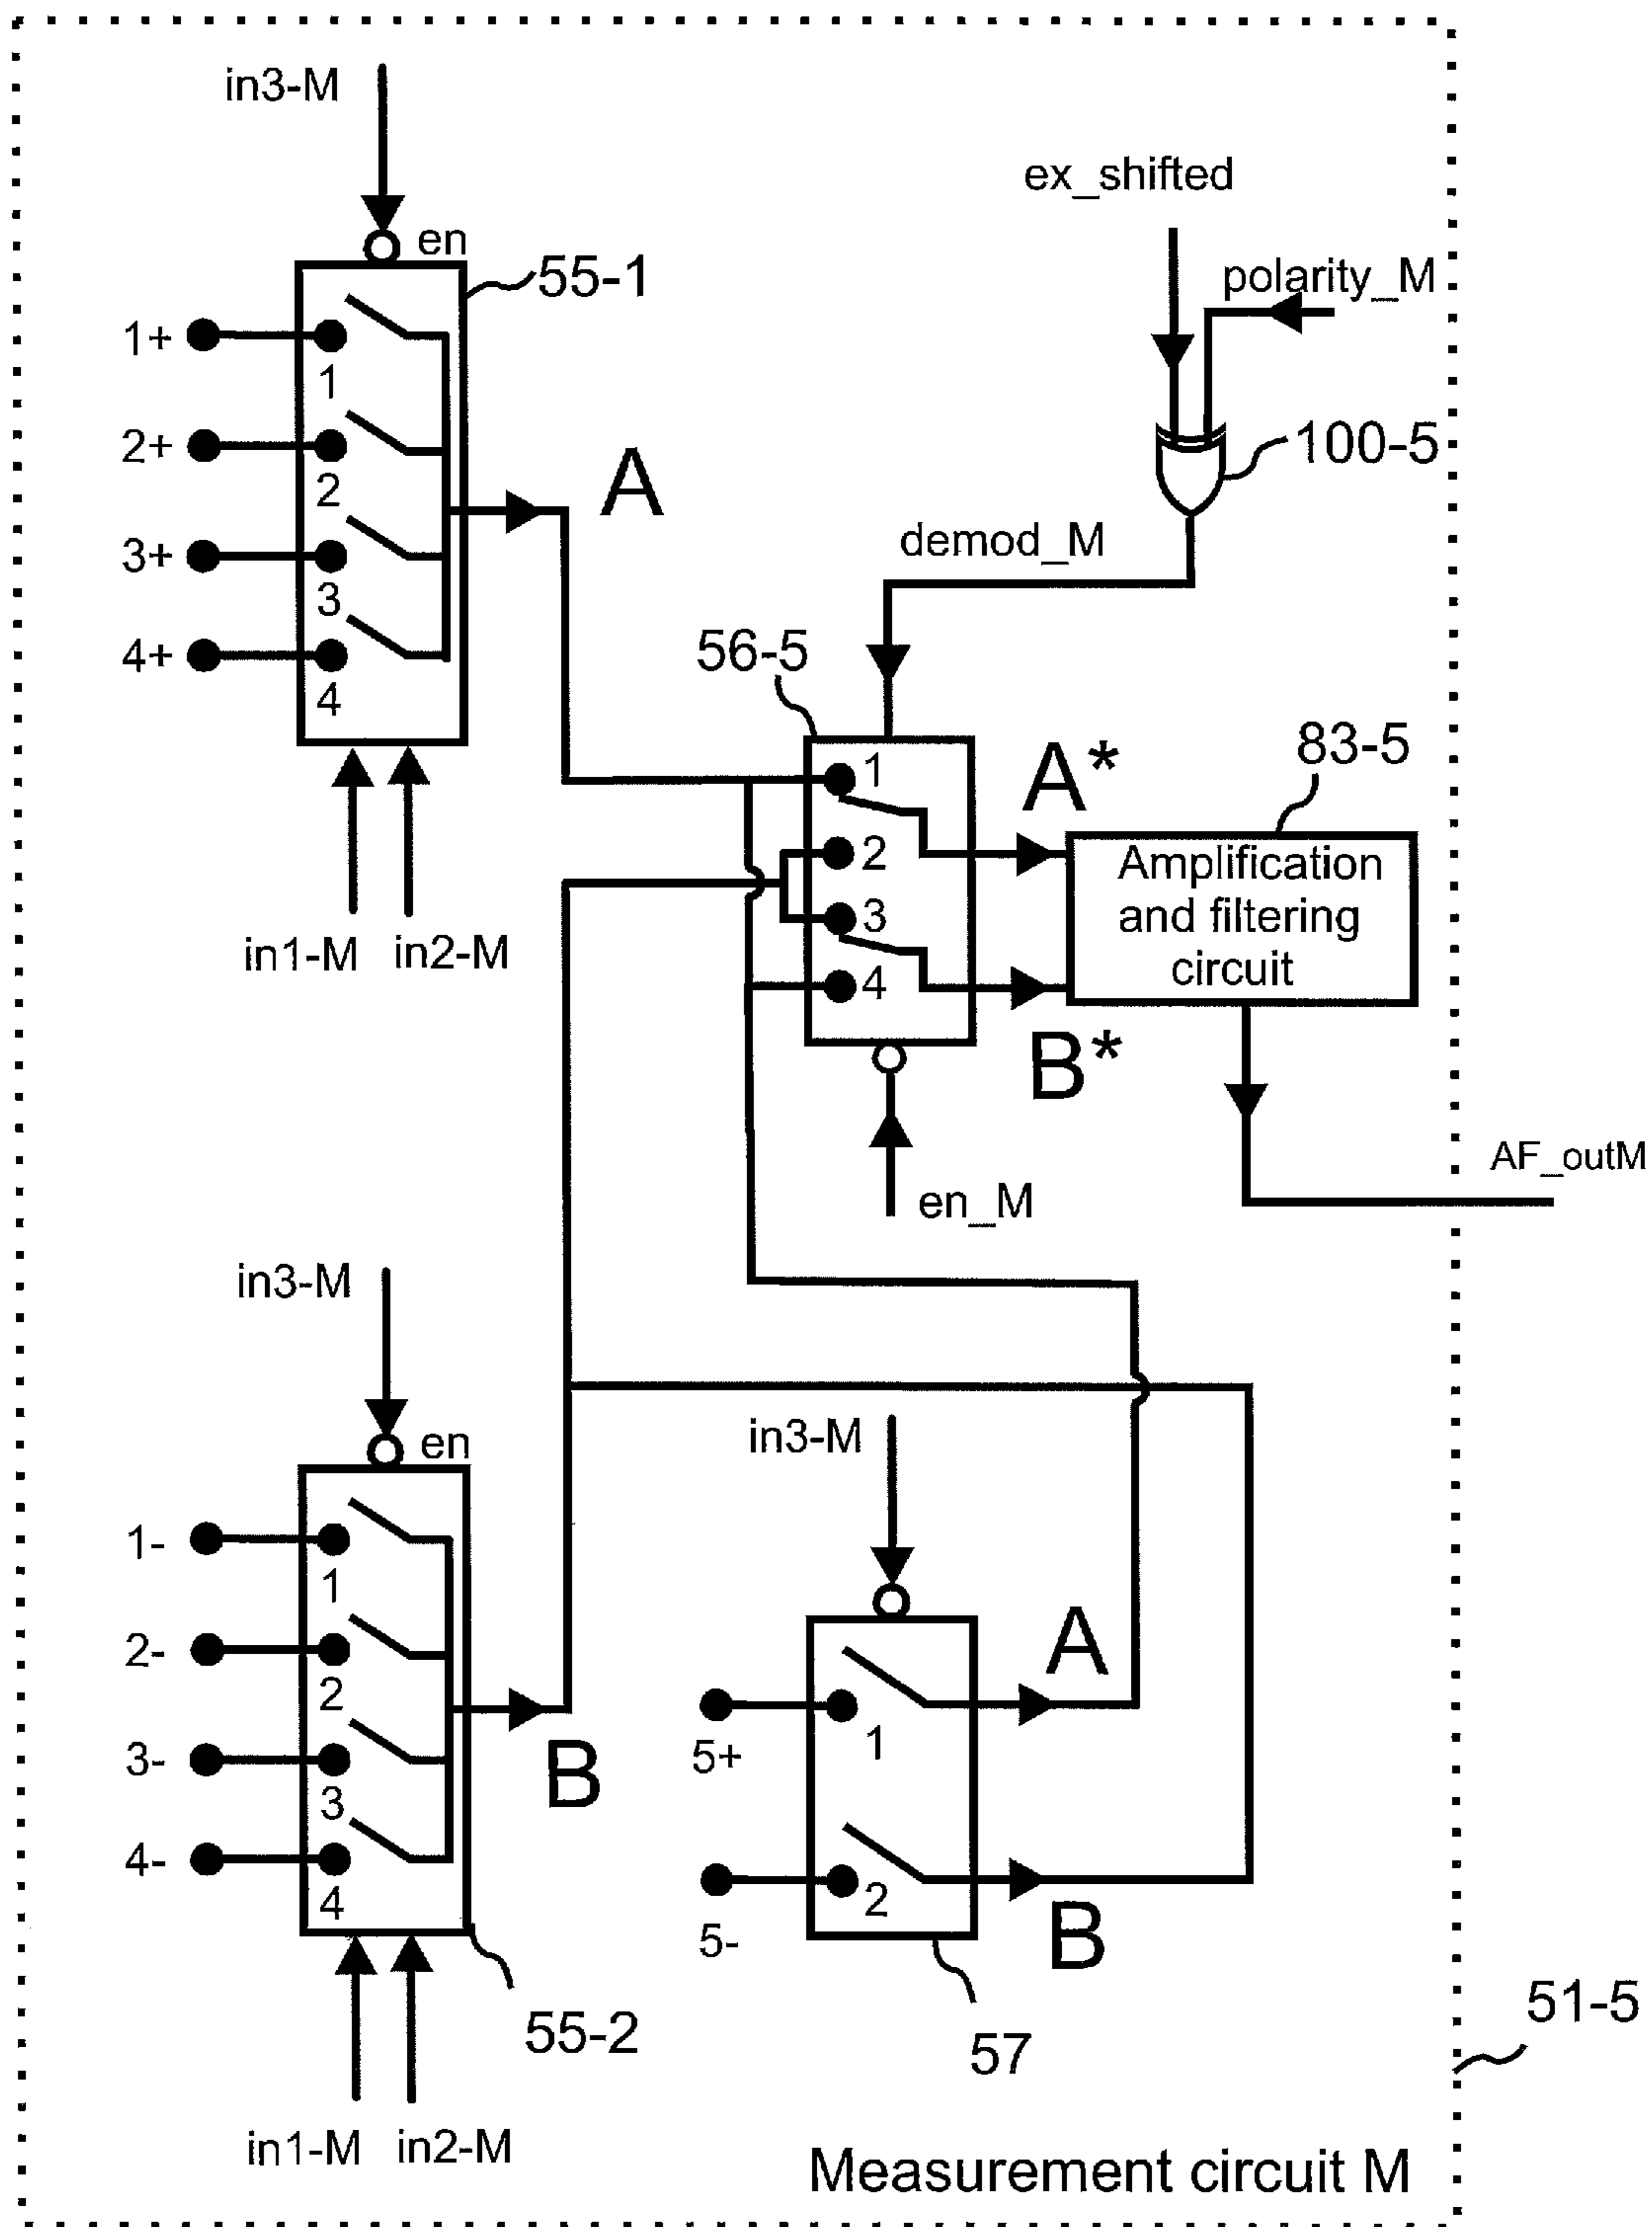 in3-M
en
55-1
1+
1
2+
2
3+
3
4+
4
A
in1-M
in2-M
ex_shifted
polarity_M
100-5
demod_M
56-5
1
2
3
4
A*
B*
83-5
Amplification
and filtering
circuit
en_M
AF_outM
in3-M
en
1-
1
2-
2
3-
3
4-
4
B
in1-M
in2-M
55-2
in3-M
5+
1
5-
2
A
B
57
51-5
Measurement circuit M